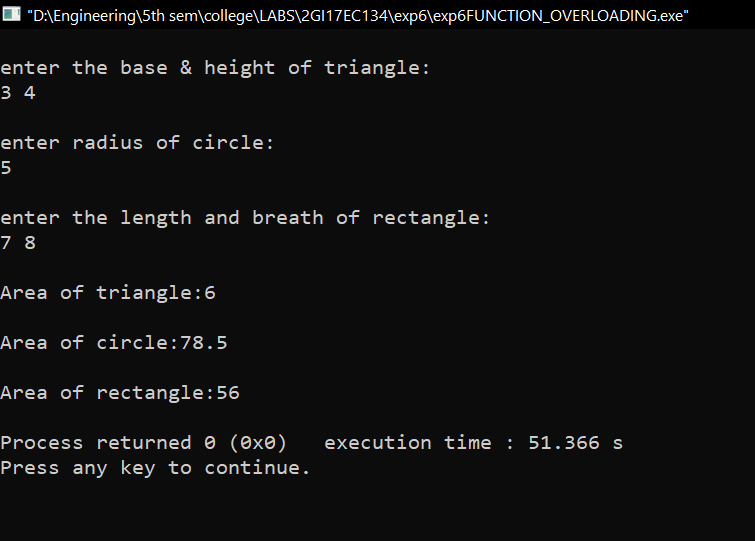 "D:\Engineering\5th sem\college\LABS\2GI17EC134\exp6\exp6FUNCTION_OVERLOADING.exe"
enter the base & height of triangle:
3 4
enter radius of circle:
5
enter the length and breath of rectangle:
7 8
Area of triangle:6
Area of circle:78.5
Area of rectangle:56
Process returned 0 (0x0)   execution time : 51.366 s
Press any key to continue.